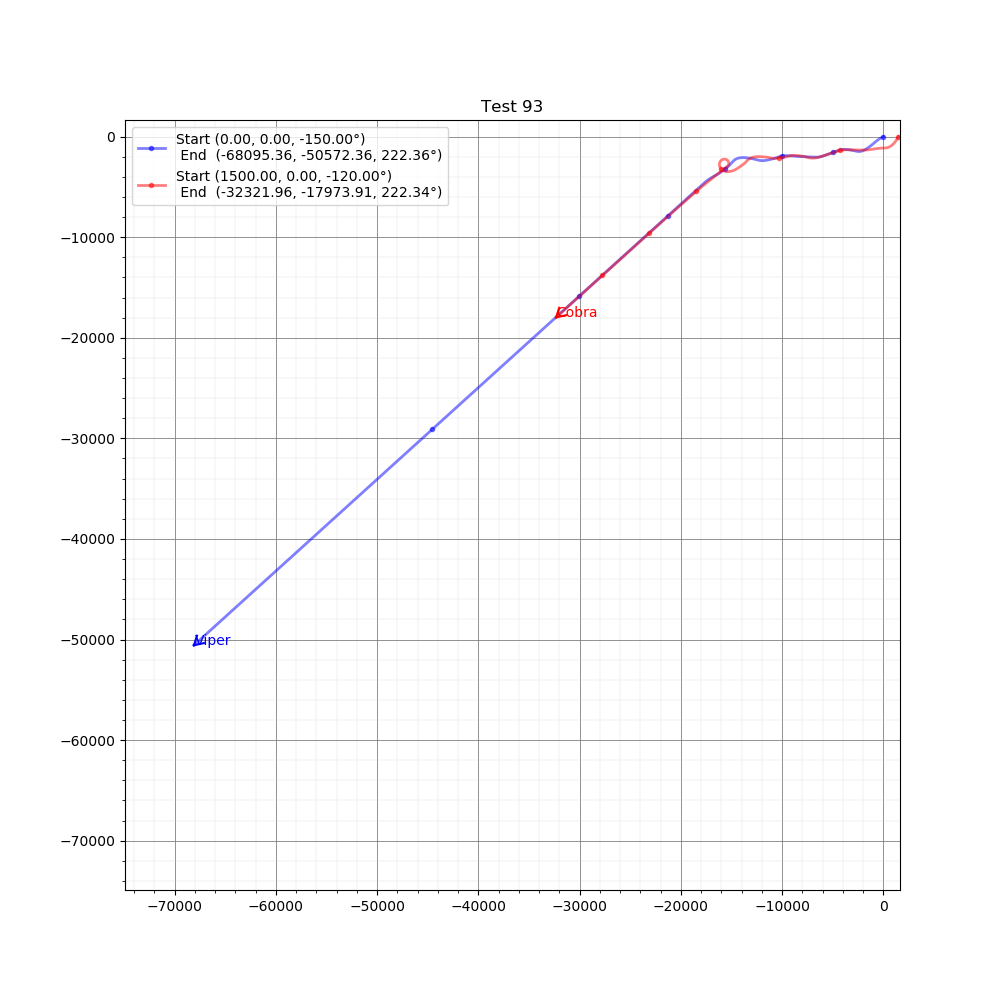 Test 93
Start (0.00, 0.00, -150.00°)
End (-68095.36, -50572.36, 222.36°)
Start (1500.00, 0.00, -120.00°)
End (-32321.96, -17973.91, 222.34°)
0
−10000
−20000
−30000
−40000
−50000
−60000
−70000
Cobra
Viper
−70000 −60000 −50000 −40000 −30000 −20000 −10000 0